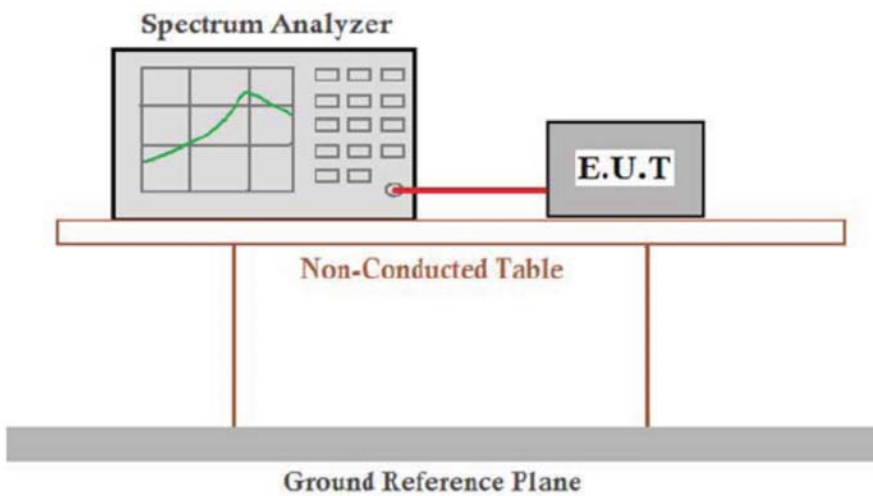 Spectrum Analyzer
E.U.T
Non-Conducted Table
Ground Reference Plane